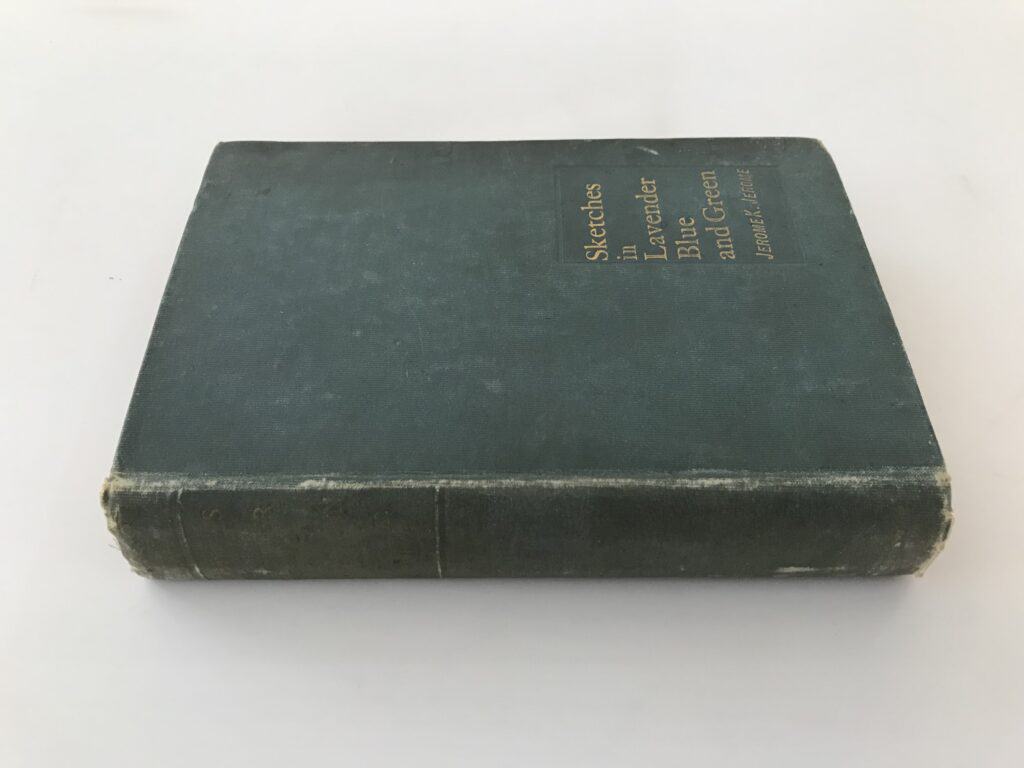 Sketches
in
Lavender
Blue
and Green
JEROME K. JEROME